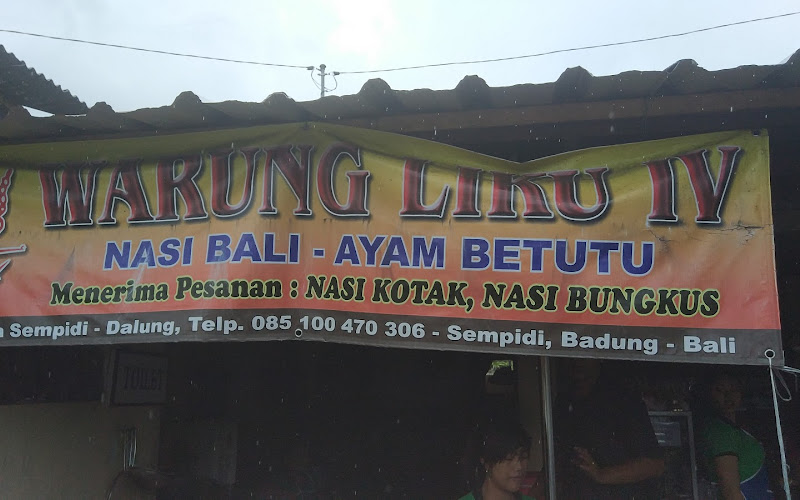 WARUNG LIKU IV
NASI BALI - AYAM BETUTU
Menerima Pesanan : NASI KOTAK, NASI BUNGKUS
Sempidi - Dalung, Telp. 085 100 470 306 - Sempidi, Badung - Bali
TOILET